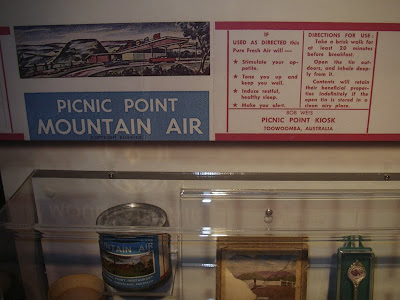 PICNIC POINT
MOUNTAIN AIR
COPYRIGHT
IF
USED AS DIRECTED this
Pure Fresh Air will —
★ Stimulate your ap-
petite.
★ Tone you up and
keep you well.
★ Induce restful,
healthy sleep.
★ Make you alert.
DIRECTIONS FOR USE:
Take a brisk walk for
at least 20 minutes
before breakfast.
Open the tin out-
doors, and inhale deep-
ly from it.
Contents will retain
their beneficial proper-
ties indefinitely if the
open tin is stored in a
clean airy place.
BOB WEIS
PICNIC POINT KIOSK
TOOWOOMBA, AUSTRALIA
MOUNTAIN AIR